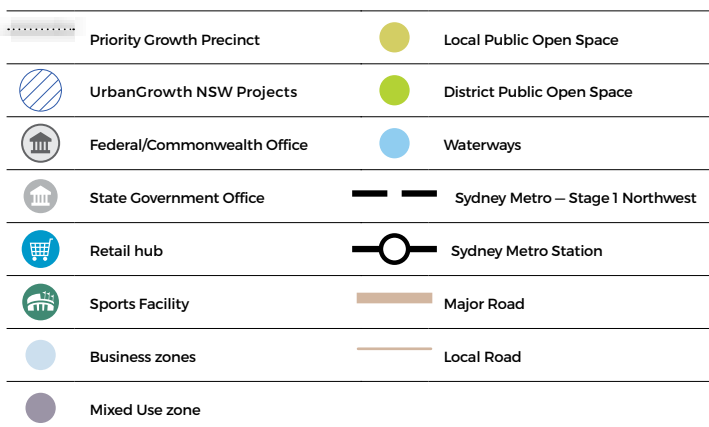 Priority Growth Precinct
Local Public Open Space
UrbanGrowth NSW Projects
District Public Open Space
Federal/Commonwealth Office
Waterways
State Government Office
Sydney Metro — Stage 1 Northwest
Retail hub
Sydney Metro Station
Sports Facility
Major Road
Business zones
Local Road
Mixed Use zone